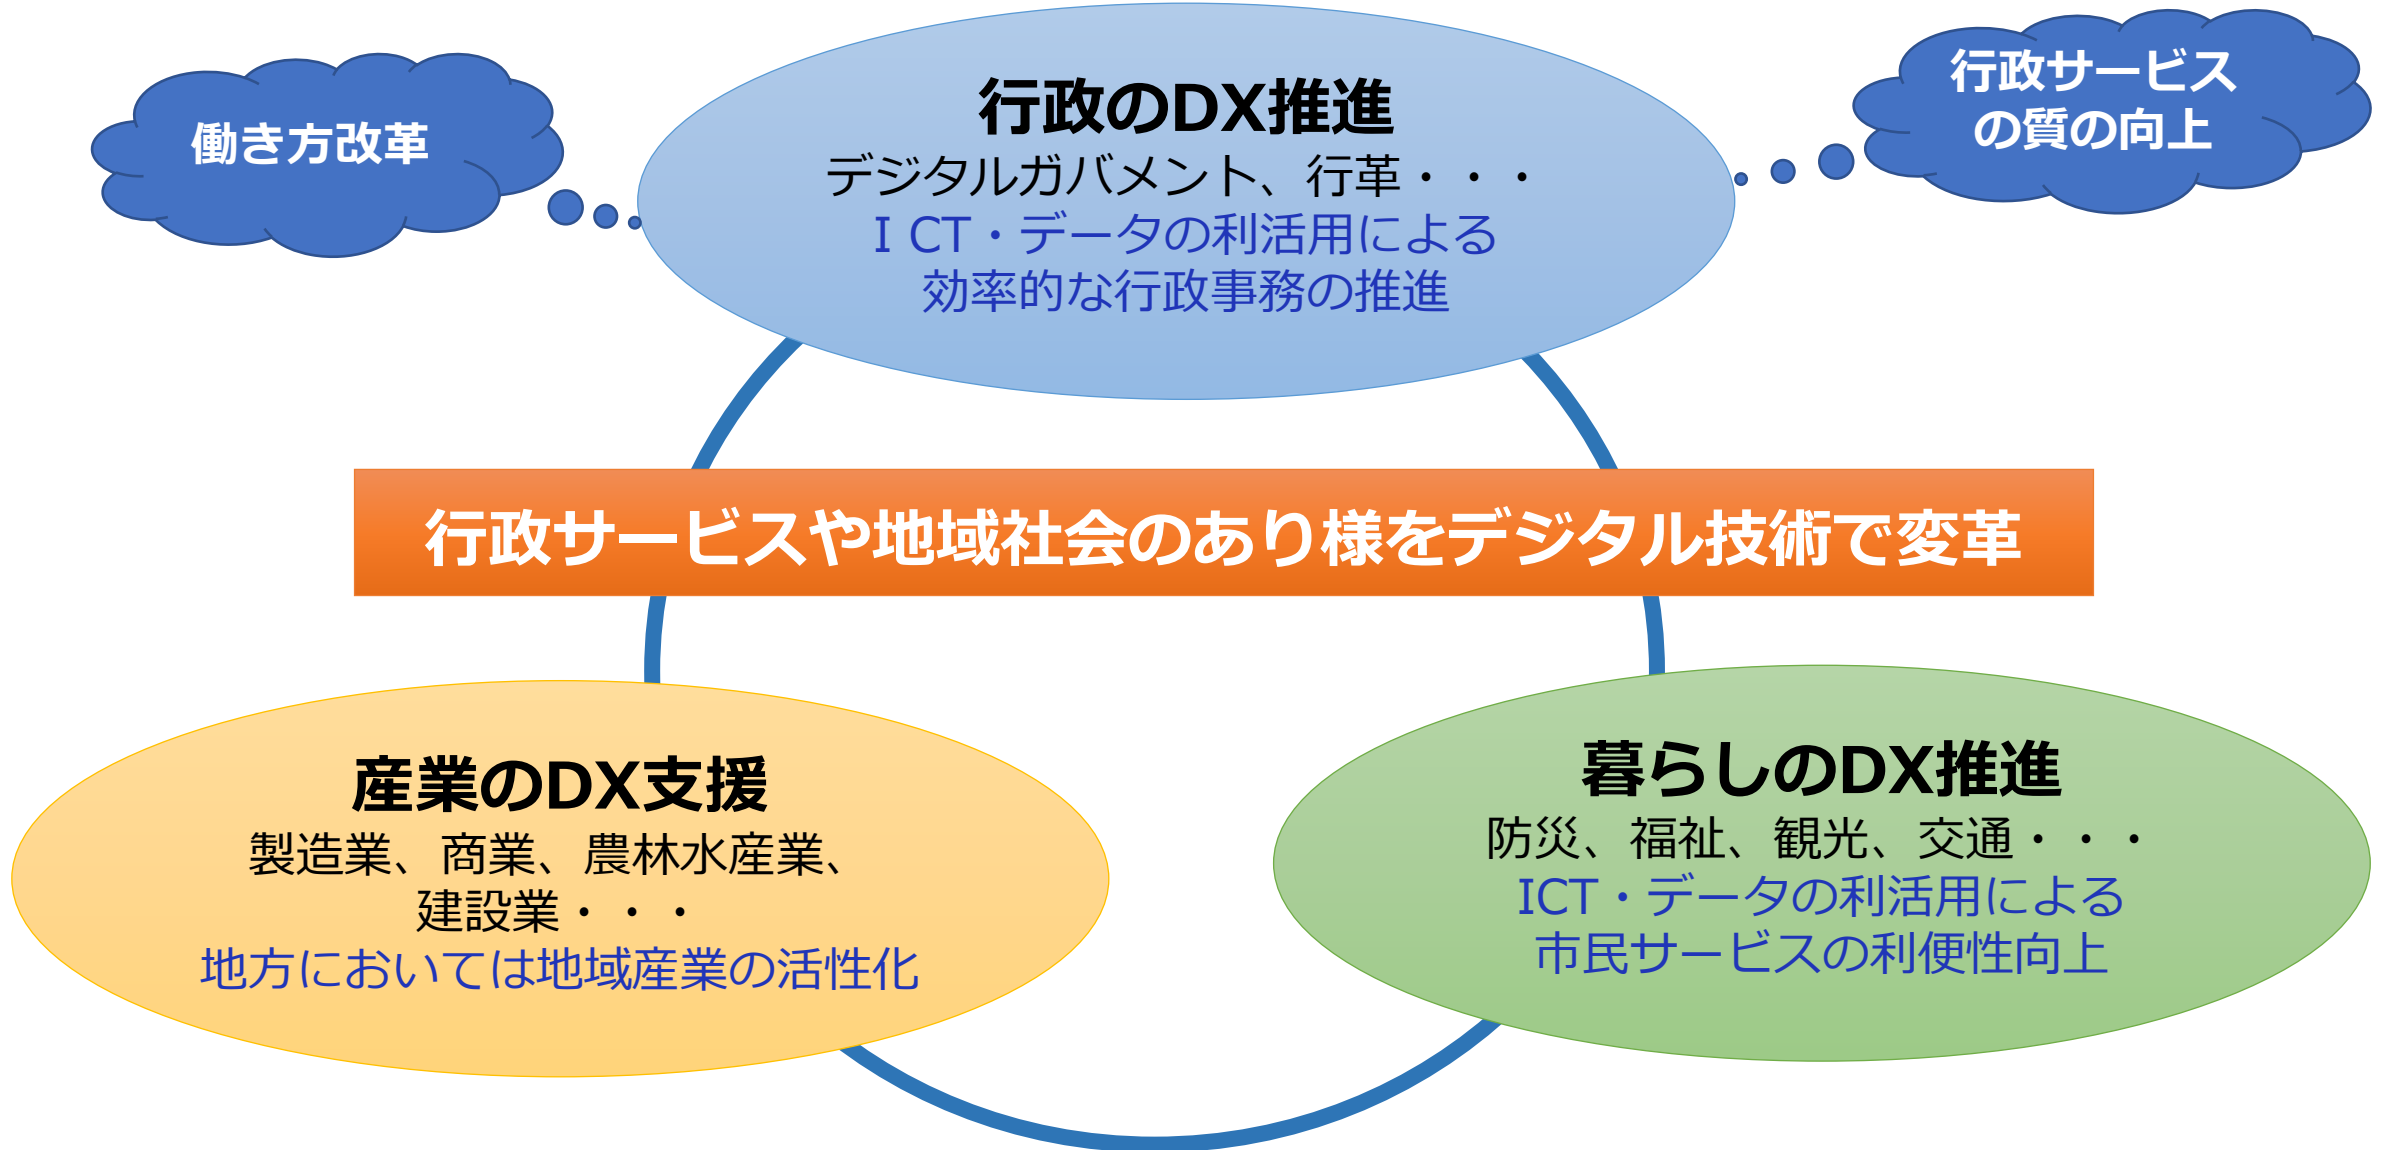 働き方改革
行政サービス
の質の向上
行政のDX推進
デジタルガバメント、行革・・・
I CT・データの利活用による
効率的な行政事務の推進
行政サービスや地域社会のあり様をデジタル技術で変革
産業のDX支援
製造業、商業、農林水産業、
建設業・・・
地方においては地域産業の活性化
暮らしのDX推進
防災、福祉、観光、交通・・・
ICT・データの利活用による
市民サービスの利便性向上